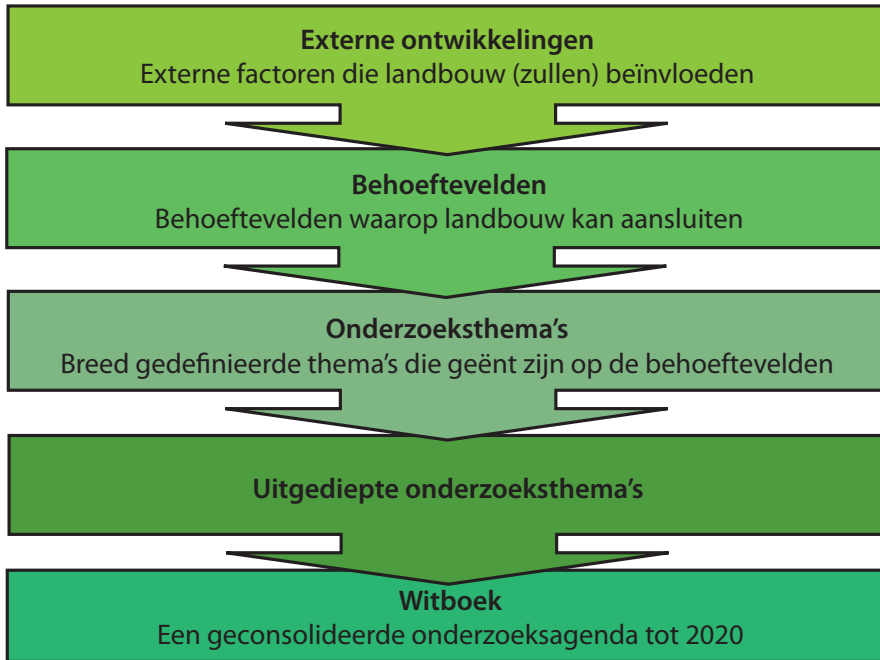 Externe ontwikkelingen
Externe factoren die landbouw (zullen) beïnvloeden
Behoeftevelden
Behoeftevelden waarop landbouw kan aansluiten
Onderzoeksthema's
Breed gedefinieerde thema's die geënt zijn op de behoeftevelden
Uitgediepte onderzoeksthema's
Witboek
Een geconsolideerde onderzoeksagenda tot 2020